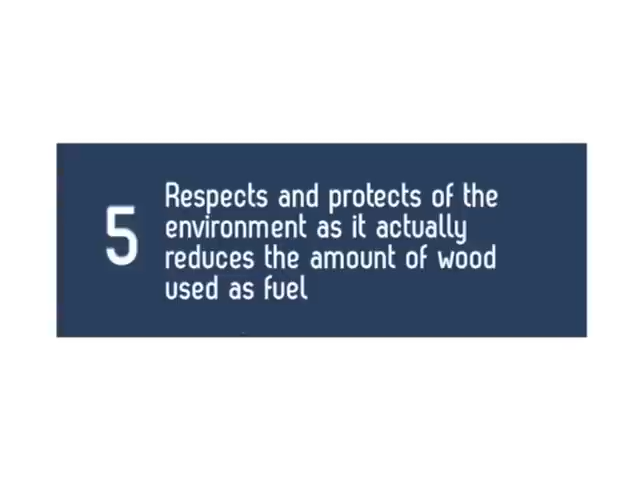 5
Respects and protects of the
environment as it actually
reduces the amount of wood
used as fuel